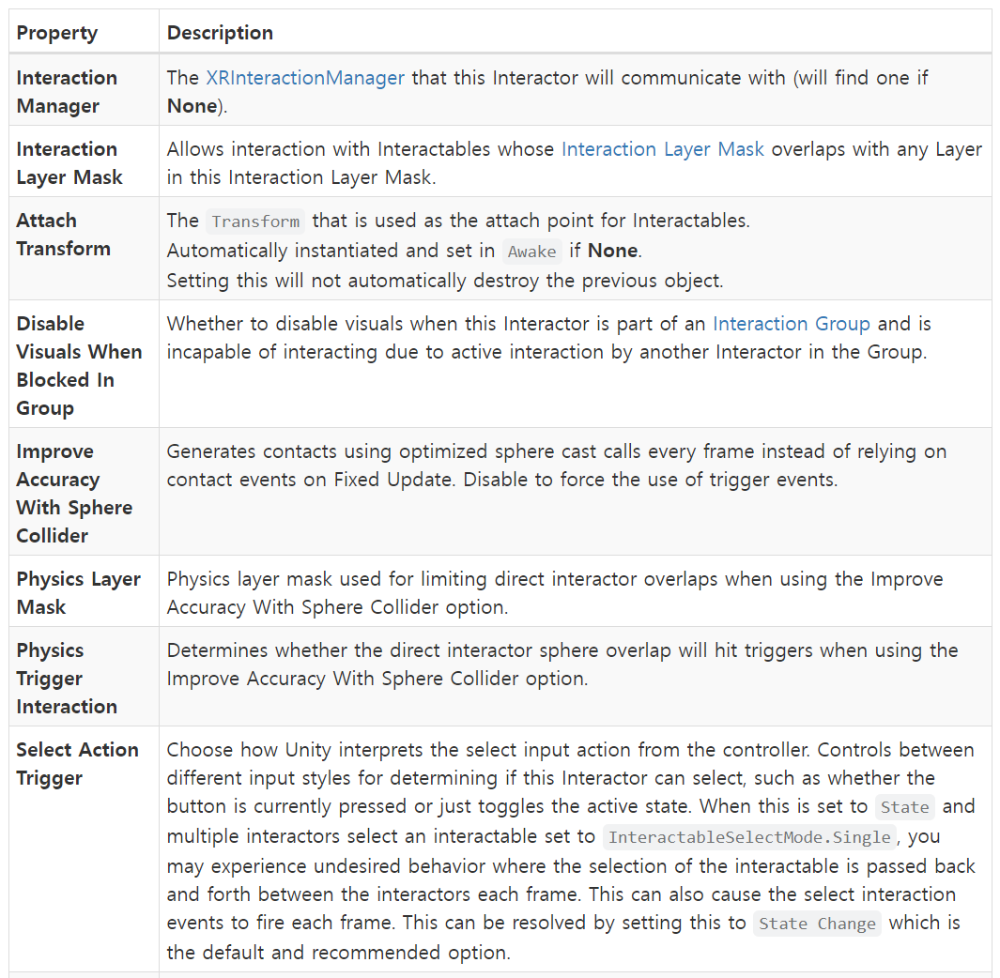 Property Description
Interaction Manager The XRInteractionManager that this Interactor will communicate with (will find one if
None).
Interaction Layer Mask Allows interaction with Interactables whose Interaction Layer Mask overlaps with any Layer
in this Interaction Layer Mask.
Attach Transform The Transform that is used as the attach point for Interactables.
Automatically instantiated and set in Awake if None.
Setting this will not automatically destroy the previous object.
Disable Visuals When Blocked In Group Whether to disable visuals when this Interactor is part of an Interaction Group and is
incapable of interacting due to active interaction by another Interactor in the Group.
Improve Accuracy With Sphere Collider Generates contacts using optimized sphere cast calls every frame instead of relying on
contact events on Fixed Update. Disable to force the use of trigger events.
Physics Layer Mask Physics layer mask used for limiting direct interactor overlaps when using the Improve
Accuracy With Sphere Collider option.
Physics Trigger Interaction Determines whether the direct interactor sphere overlap will hit triggers when using the
Improve Accuracy With Sphere Collider option.
Select Action Trigger Choose how Unity interprets the select input action from the controller. Controls between
different input styles for determining if this Interactor can select, such as whether the
button is currently pressed or just toggles the active state. When this is set to State and
multiple interactors select an interactable set to InteractableSelectMode.Single, you
may experience undesired behavior where the selection of the interactable is passed back
and forth between the interactors each frame. This can also cause the select interaction
events to fire each frame. This can be resolved by setting this to State Change which is
the default and recommended option.